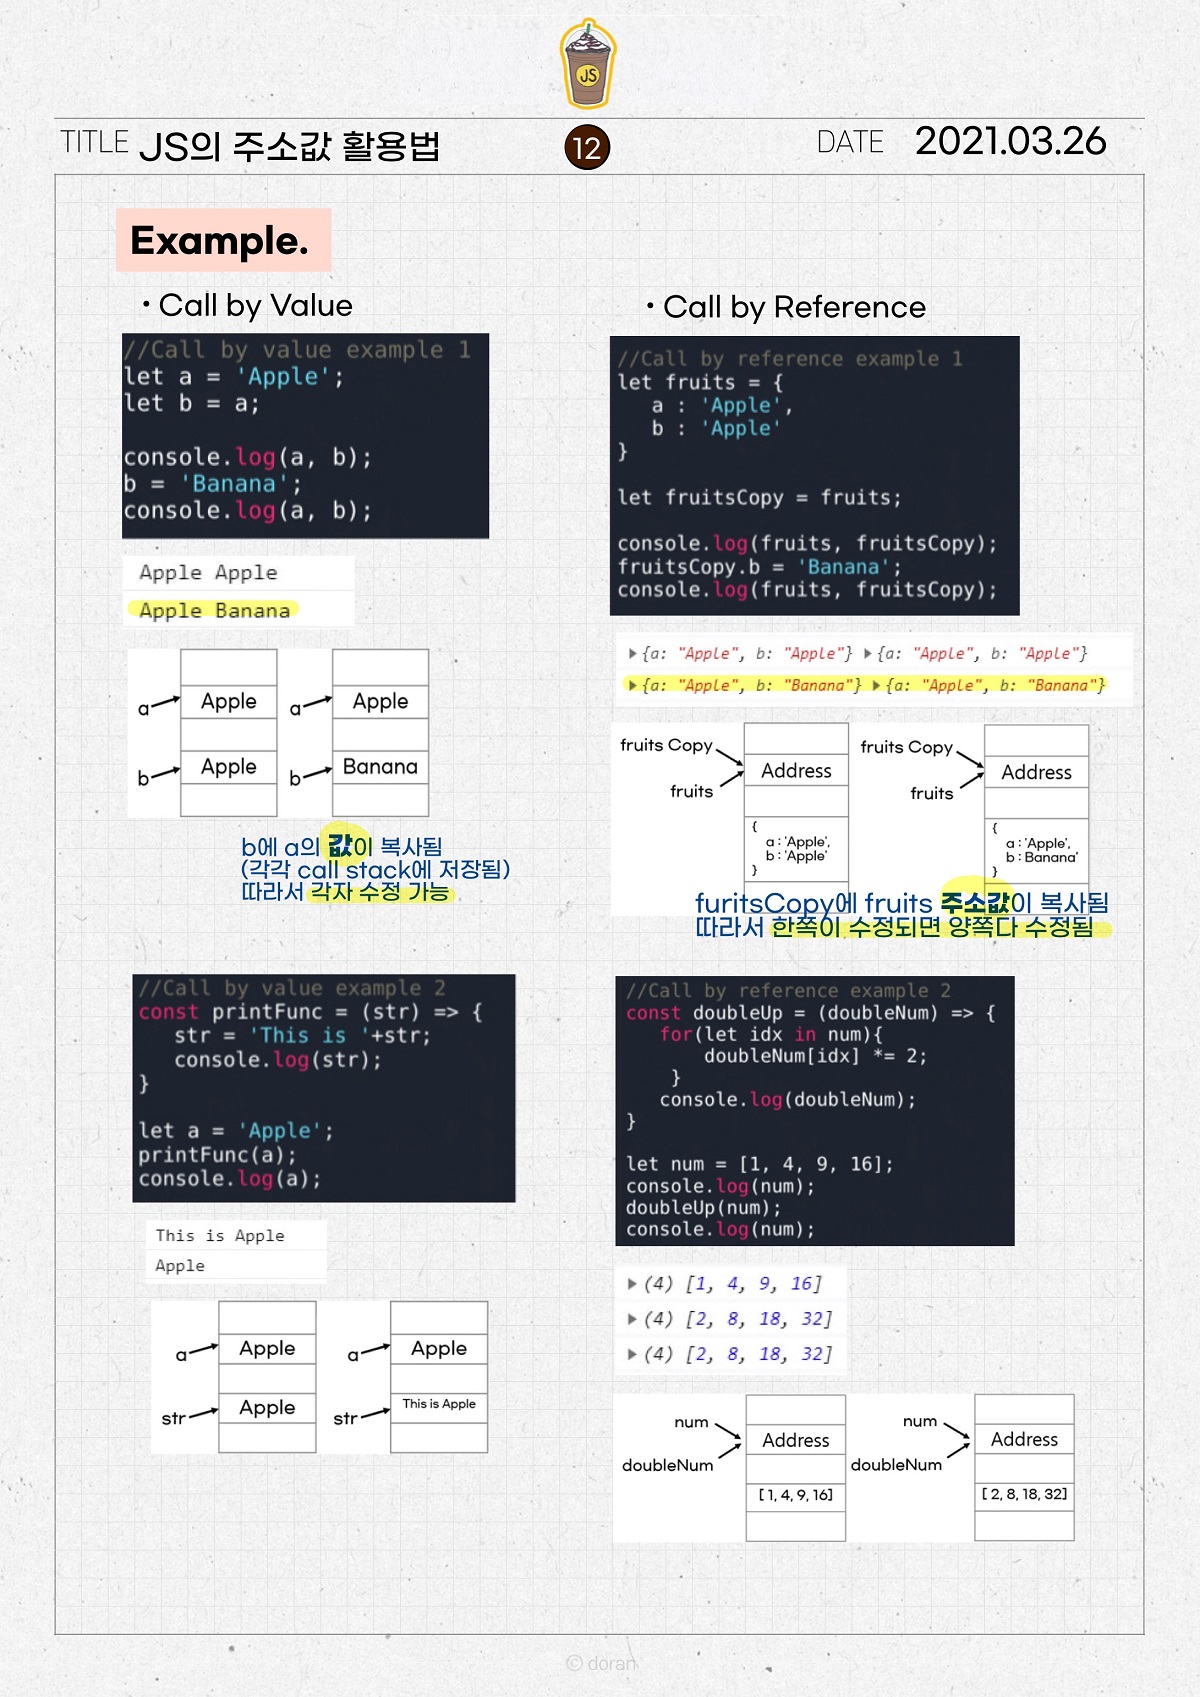 JS
TITLE JS의 주소값 활용법
12
DATE 2021.03.26
Example.
• Call by Value
//Call by value example 1
let a = 'Apple';
let b = a;
console.log(a, b);
b = 'Banana';
console.log(a, b);
Apple Apple
Apple Banana
a
Apple
b
Apple
a
Apple
b
Banana
b에 a의 값이 복사됨
(각각 call stack에 저장됨)
따라서 각자 수정 가능
//Call by value example 2
const printFunc = (str) => {
str = 'This is '+str;
console.log(str);
}
let a = 'Apple';
printFunc(a);
console.log(a);
This is Apple
Apple
a
Apple
str
Apple
a
Apple
str
This is Apple
• Call by Reference
//Call by reference example 1
let fruits = {
a : 'Apple',
b : 'Apple'
}
let fruitsCopy = fruits;
console.log(fruits, fruitsCopy);
fruitsCopy.b = 'Banana';
console.log(fruits, fruitsCopy);
▶{a: "Apple", b: "Apple"} ▶{a: "Apple", b: "Apple"}
▶{a: "Apple", b: "Banana"} ▶{a: "Apple", b: "Banana"}
fruits Copy
Address
fruits
{
a : 'Apple',
b : 'Apple'
}
fruits Copy
Address
fruits
{
a : 'Apple',
b : Banana'
}
furitsCopy에 fruits 주소값이 복사됨
따라서 한쪽이 수정되면 양쪽다 수정됨
//Call by reference example 2
const doubleUp = (doubleNum) => {
for(let idx in num){
doubleNum[idx] *= 2;
}
console.log(doubleNum);
}
let num = [1, 4, 9, 16];
console.log(num);
doubleUp(num);
console.log(num);
▶(4) [1, 4, 9, 16]
▶(4) [2, 8, 18, 32]
▶(4) [2, 8, 18, 32]
num
Address
doubleNum
[ 1, 4, 9, 16]
num
Address
doubleNum
[ 2, 8, 18, 32]
© doran